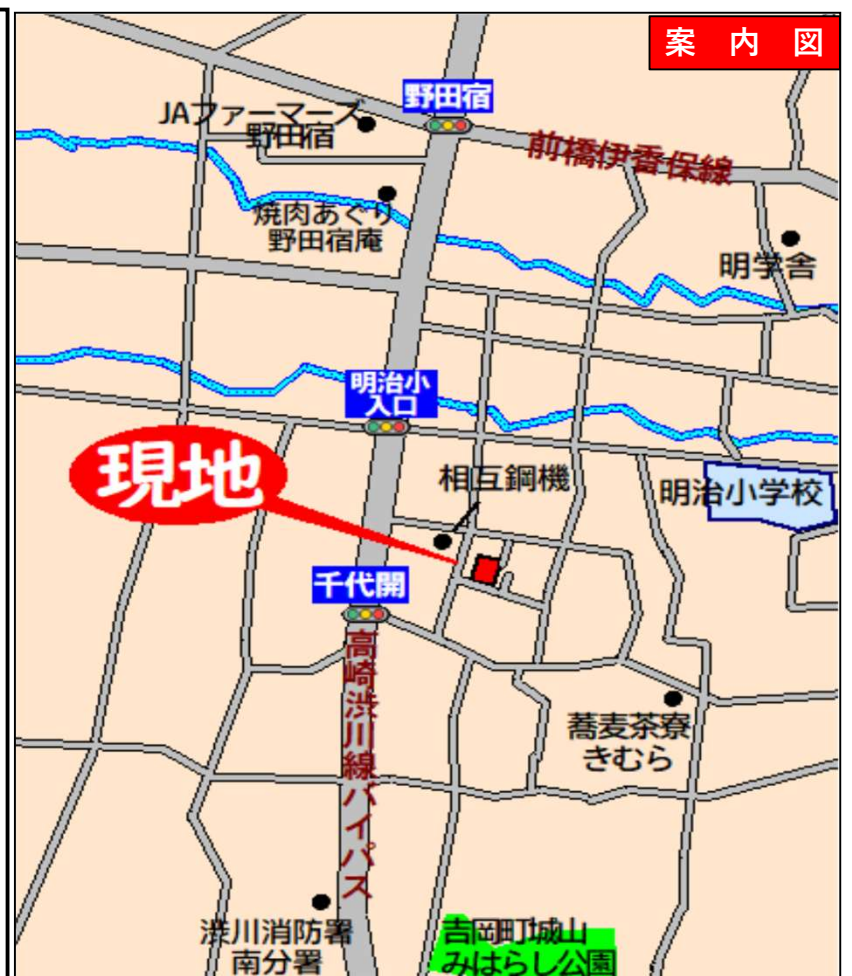 案内図
野田宿
JAファーマーズ
野田宿
前橋伊香保線
焼肉あぐり
野田宿庵
明学舎
明治小
入口
現地
相互鋼機
明治小学校
千代開
高崎渋川線バイパス
蕎麦茶寮
きむら
渋川消防署
南分署
吉岡町城山
みはらし公園